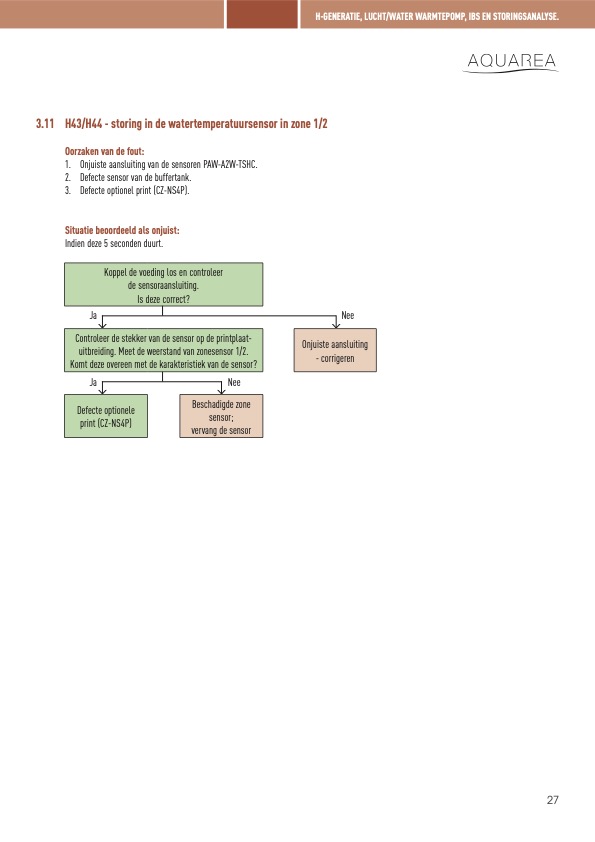 H-GENERATIE, LUCHT/WATER WARMTEPOMP, IBS EN STORINGSANALYSE.
AQUAREA
3.11 H43/H44 - storing in de watertemperatuursensor in zone 1/2
Oorzaken van de fout:
1. Onjuiste aansluiting van de sensoren PAW-A2W-TSHC.
2. Defecte sensor van de buffertank.
3. Defecte optionel print (CZ-NS4P).
Situatie beoordeeld als onjuist:
Indien deze 5 seconden duurt.
Koppel de voeding los en controleer
de sensoraansluiting.
Is deze correct?
Ja
Nee
Controleer de stekker van de sensor op de printplaat-
uitbreiding. Meet de weerstand van zonesensor 1/2.
Komt deze overeen met de karakteristiek van de sensor?
Onjuiste aansluiting
- corrigeren
Ja
Nee
Defecte optionele
print (CZ-NS4P)
Beschadigde zone
sensor;
vervang de sensor
27